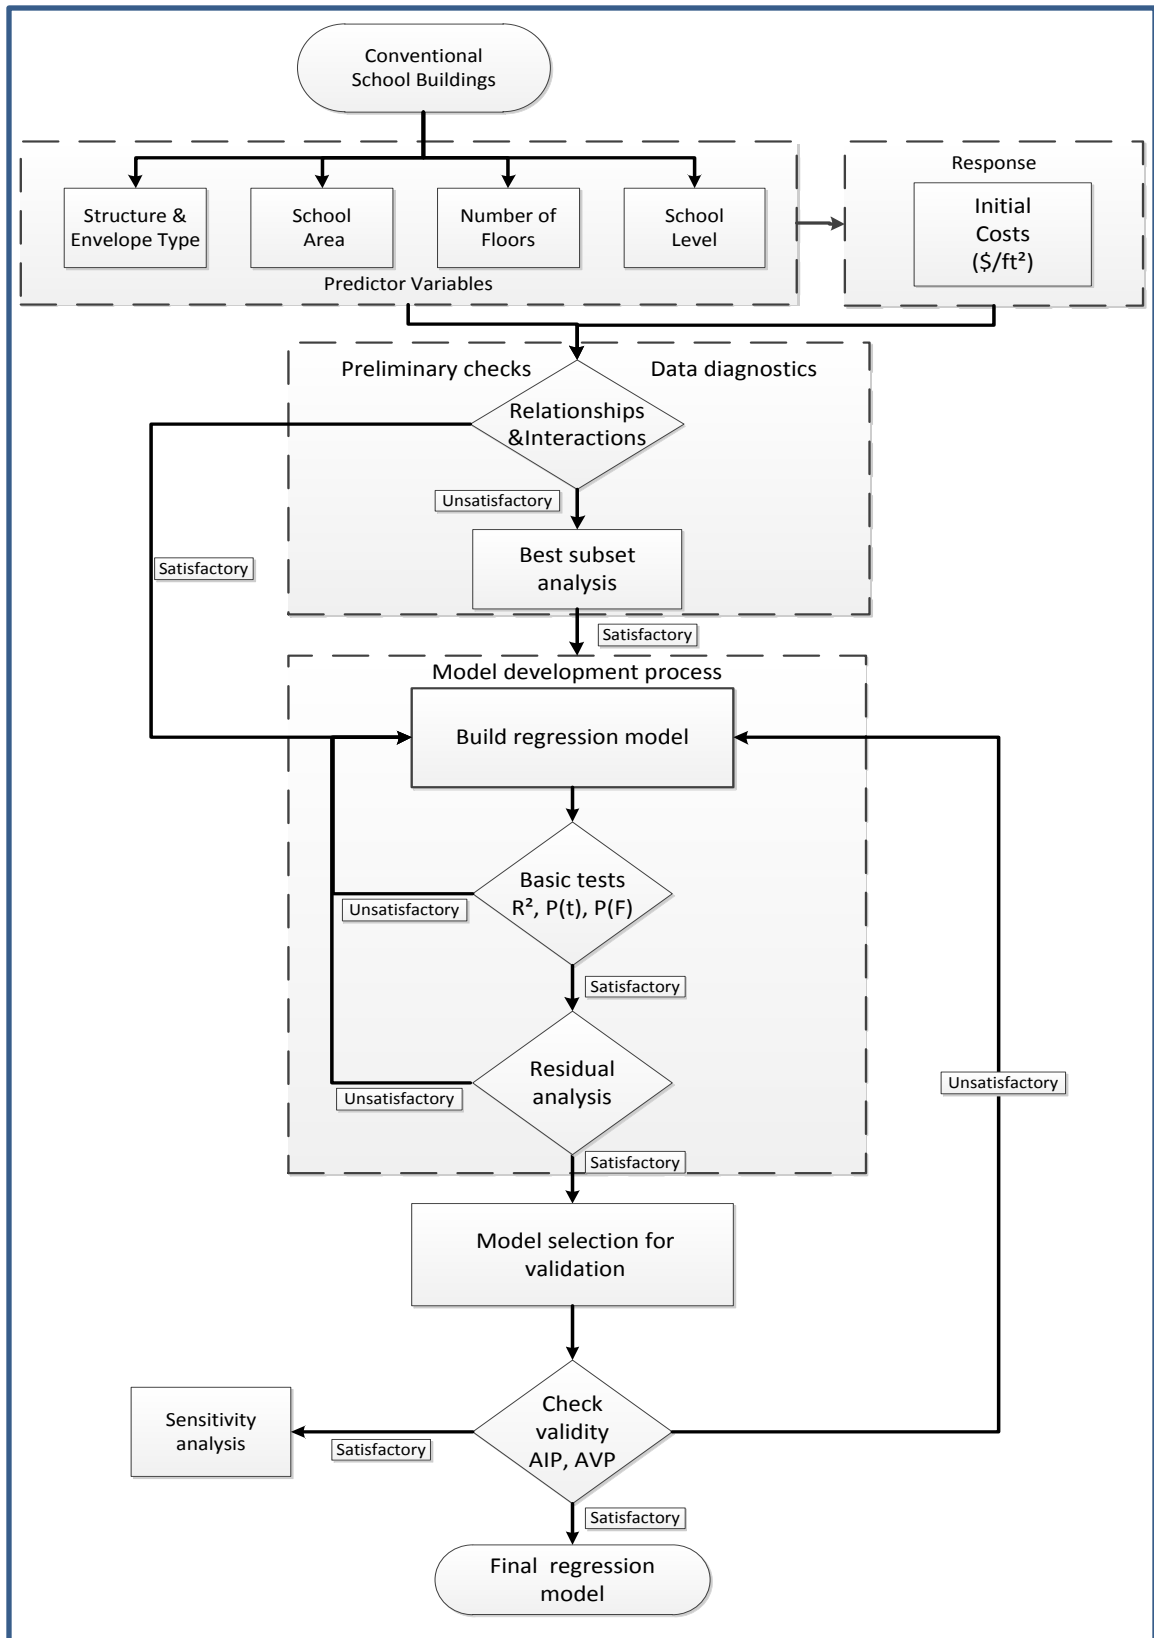 Conventional
School Buildings
Structure &
Envelope Type
School
Area
Number of
Floors
School
Level
Predictor Variables
Response
Initial
Costs
($/ft²)
Preliminary checks
Data diagnostics
Relationships
&Interactions
Unsatisfactory
Best subset
analysis
Satisfactory
Satisfactory
Model development process
Build regression model
Basic tests
R², P(t), P(F)
Unsatisfactory
Satisfactory
Residual
analysis
Unsatisfactory
Unsatisfactory
Satisfactory
Model selection for
validation
Check
validity
AIP, AVP
Sensitivity
analysis
Satisfactory
Satisfactory
Final regression
model